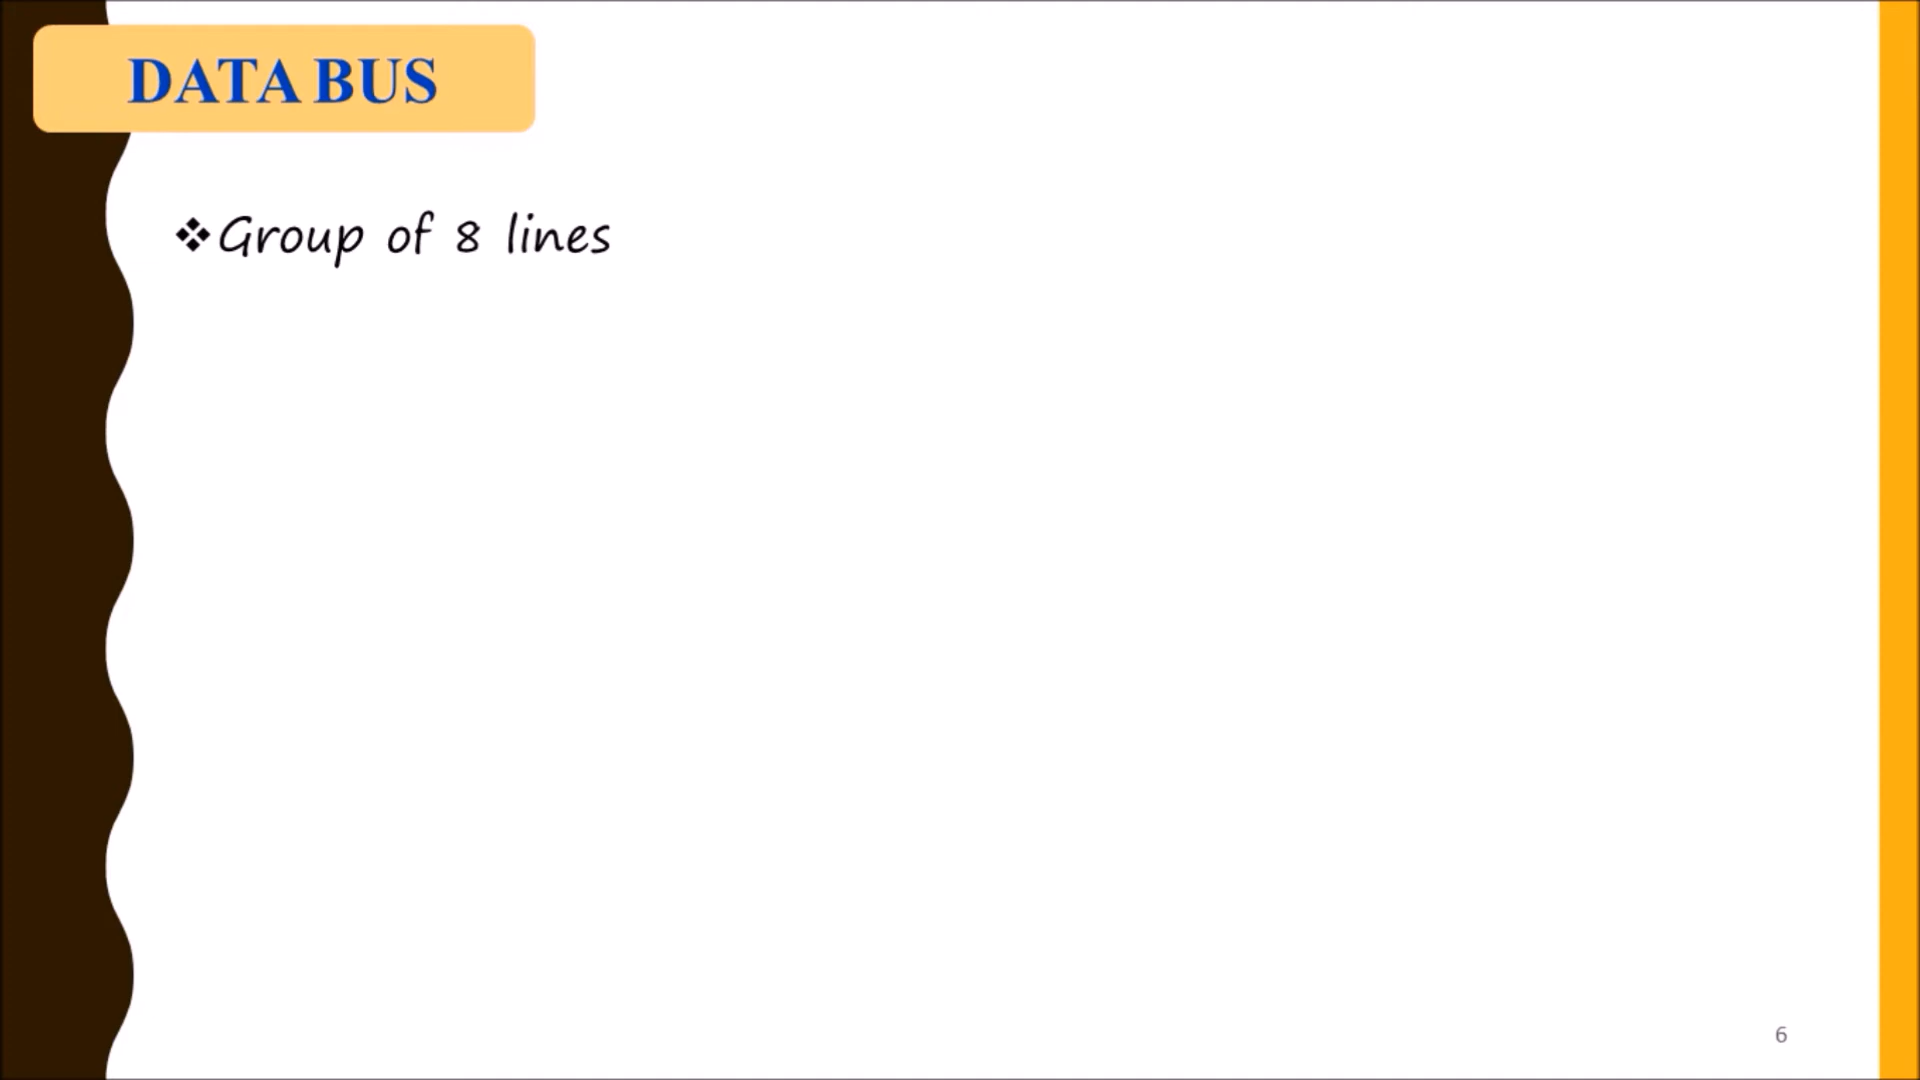 DATA BUS
❖Group of 8 lines
6